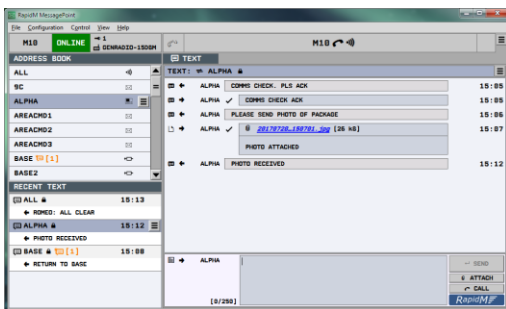 RapidM MessagePoint
File Configuration Control View Help
M10 ONLINE 1 GENRADIO-15DSM
M10
ADDRESS BOOK
ALL
9C
ALPHA
AREACMD1
AREACMD2
AREACMD3
BASE [1]
BASE2
RECENT TEXT
ALL 15:13
ROMEO: ALL CLEAR
ALPHA 15:12
PHOTO RECEIVED
BASE [1] 15:08
RETURN TO BASE
TEXT
TEXT: ALPHA
ALPHA COMMS CHECK. PLS ACK 15:05
ALPHA COMMS CHECK ACK 15:05
ALPHA PLEASE SEND PHOTO OF PACKAGE 15:06
ALPHA 20170720_150701.jpg [26 kB] 15:07
PHOTO ATTACHED
ALPHA PHOTO RECEIVED 15:12
ALPHA
[0/250]
SEND
ATTACH
CALL
RapidM